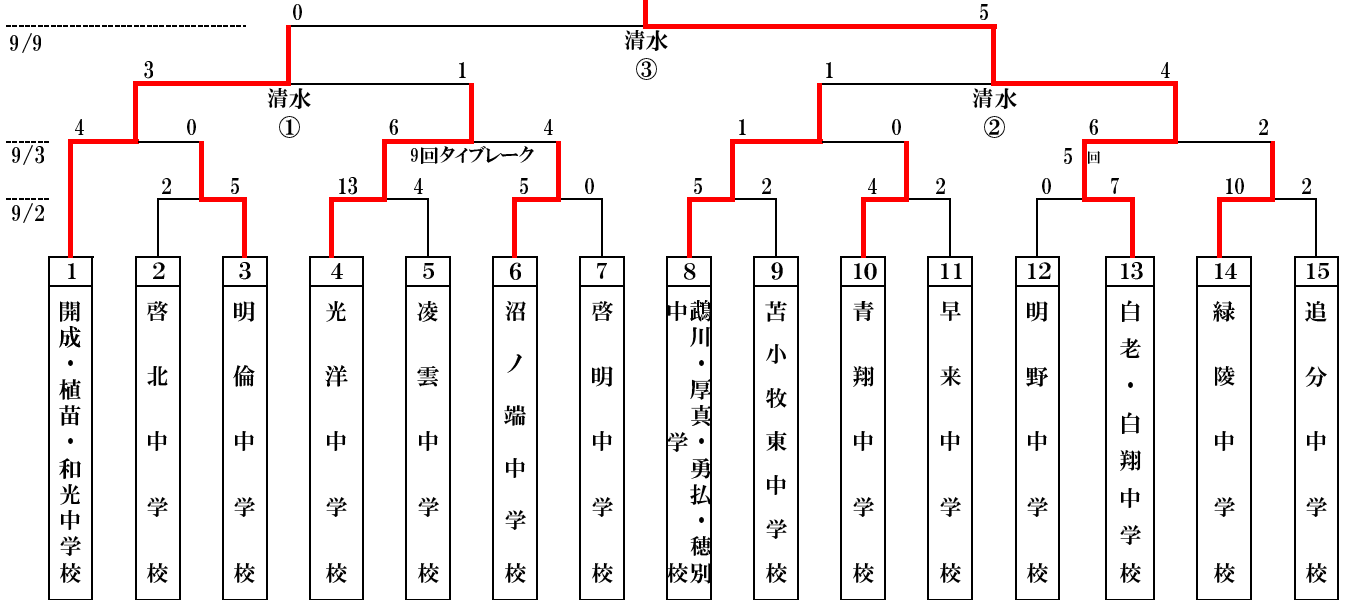 0 5
9/9
清水
③
3 1 1 4
清水 清水
① ②
4 0 6 4 1 0 6 2
9/3
9回タイブレーク
5回
2 5 13 4 5 0 5 2 4 2 0 7 10 2
9/2
1 2 3 4 5 6 7 8 9 10 11 12 13 14 15
開成・植苗・和光中学校
啓北中学校
明倫中学校
光洋中学校
凌雲中学校
沼ノ端中学校
啓明中学校
鵡川・厚真・勇払・穂別
中学校
苫小牧東中学校
青翔中学校
早来中学校
明野中学校
白老・白翔中学校
緑陵中学校
追分中学校